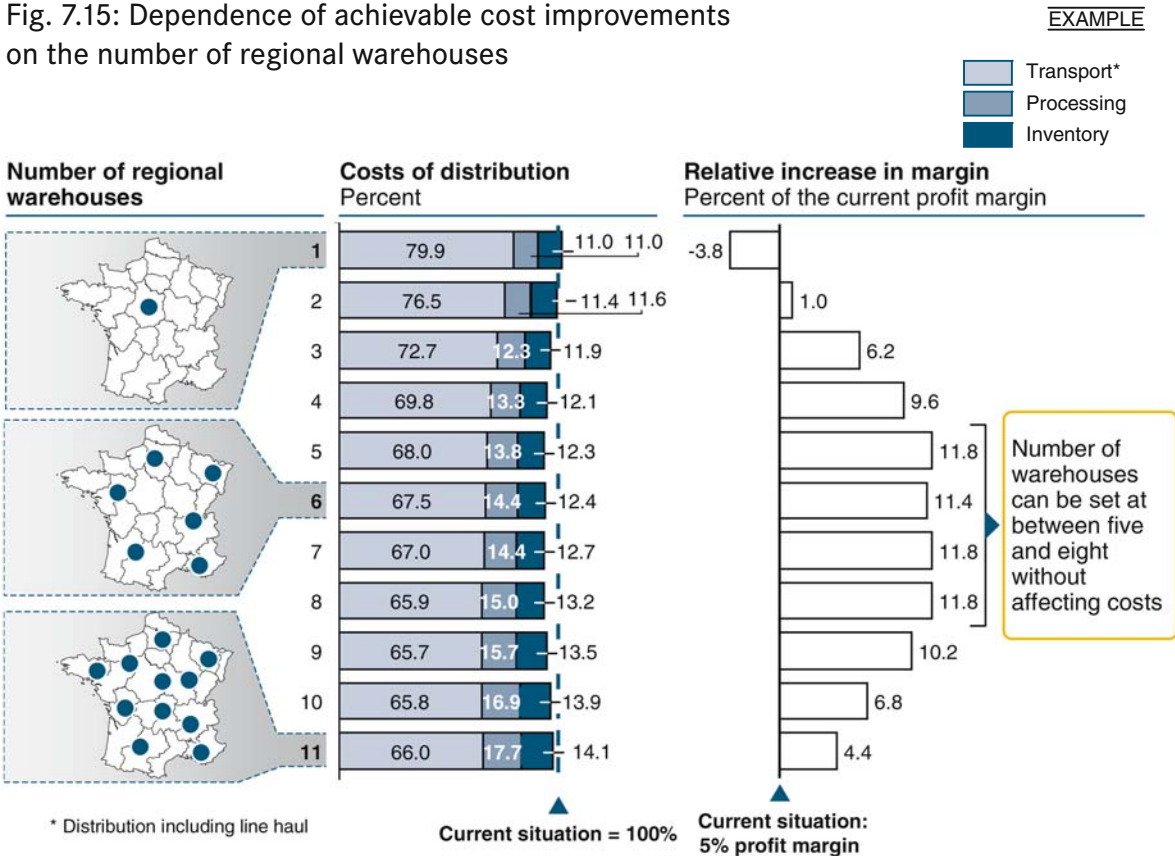 Fig. 7.15: Dependence of achievable cost improvements
on the number of regional warehouses
EXAMPLE
Transport*
Processing
Inventory
Number of regional
warehouses
Costs of distribution
Percent
Relative increase in margin
Percent of the current profit margin
1 79.9 11.0 11.0 -3.8
2 76.5 11.4 11.6 1.0
3 72.7 12.3 11.9 6.2
4 69.8 13.3 12.1 9.6
5 68.0 13.8 12.3 11.8
6 67.5 14.4 12.4 11.4
7 67.0 14.4 12.7 11.8
8 65.9 15.0 13.2 11.8
9 65.7 15.7 13.5 10.2
10 65.8 16.9 13.9 6.8
11 66.0 17.7 14.1 4.4
Number of
warehouses
can be set at
between five
and eight
without
affecting costs
* Distribution including line haul
Current situation = 100%
Current situation:
5% profit margin